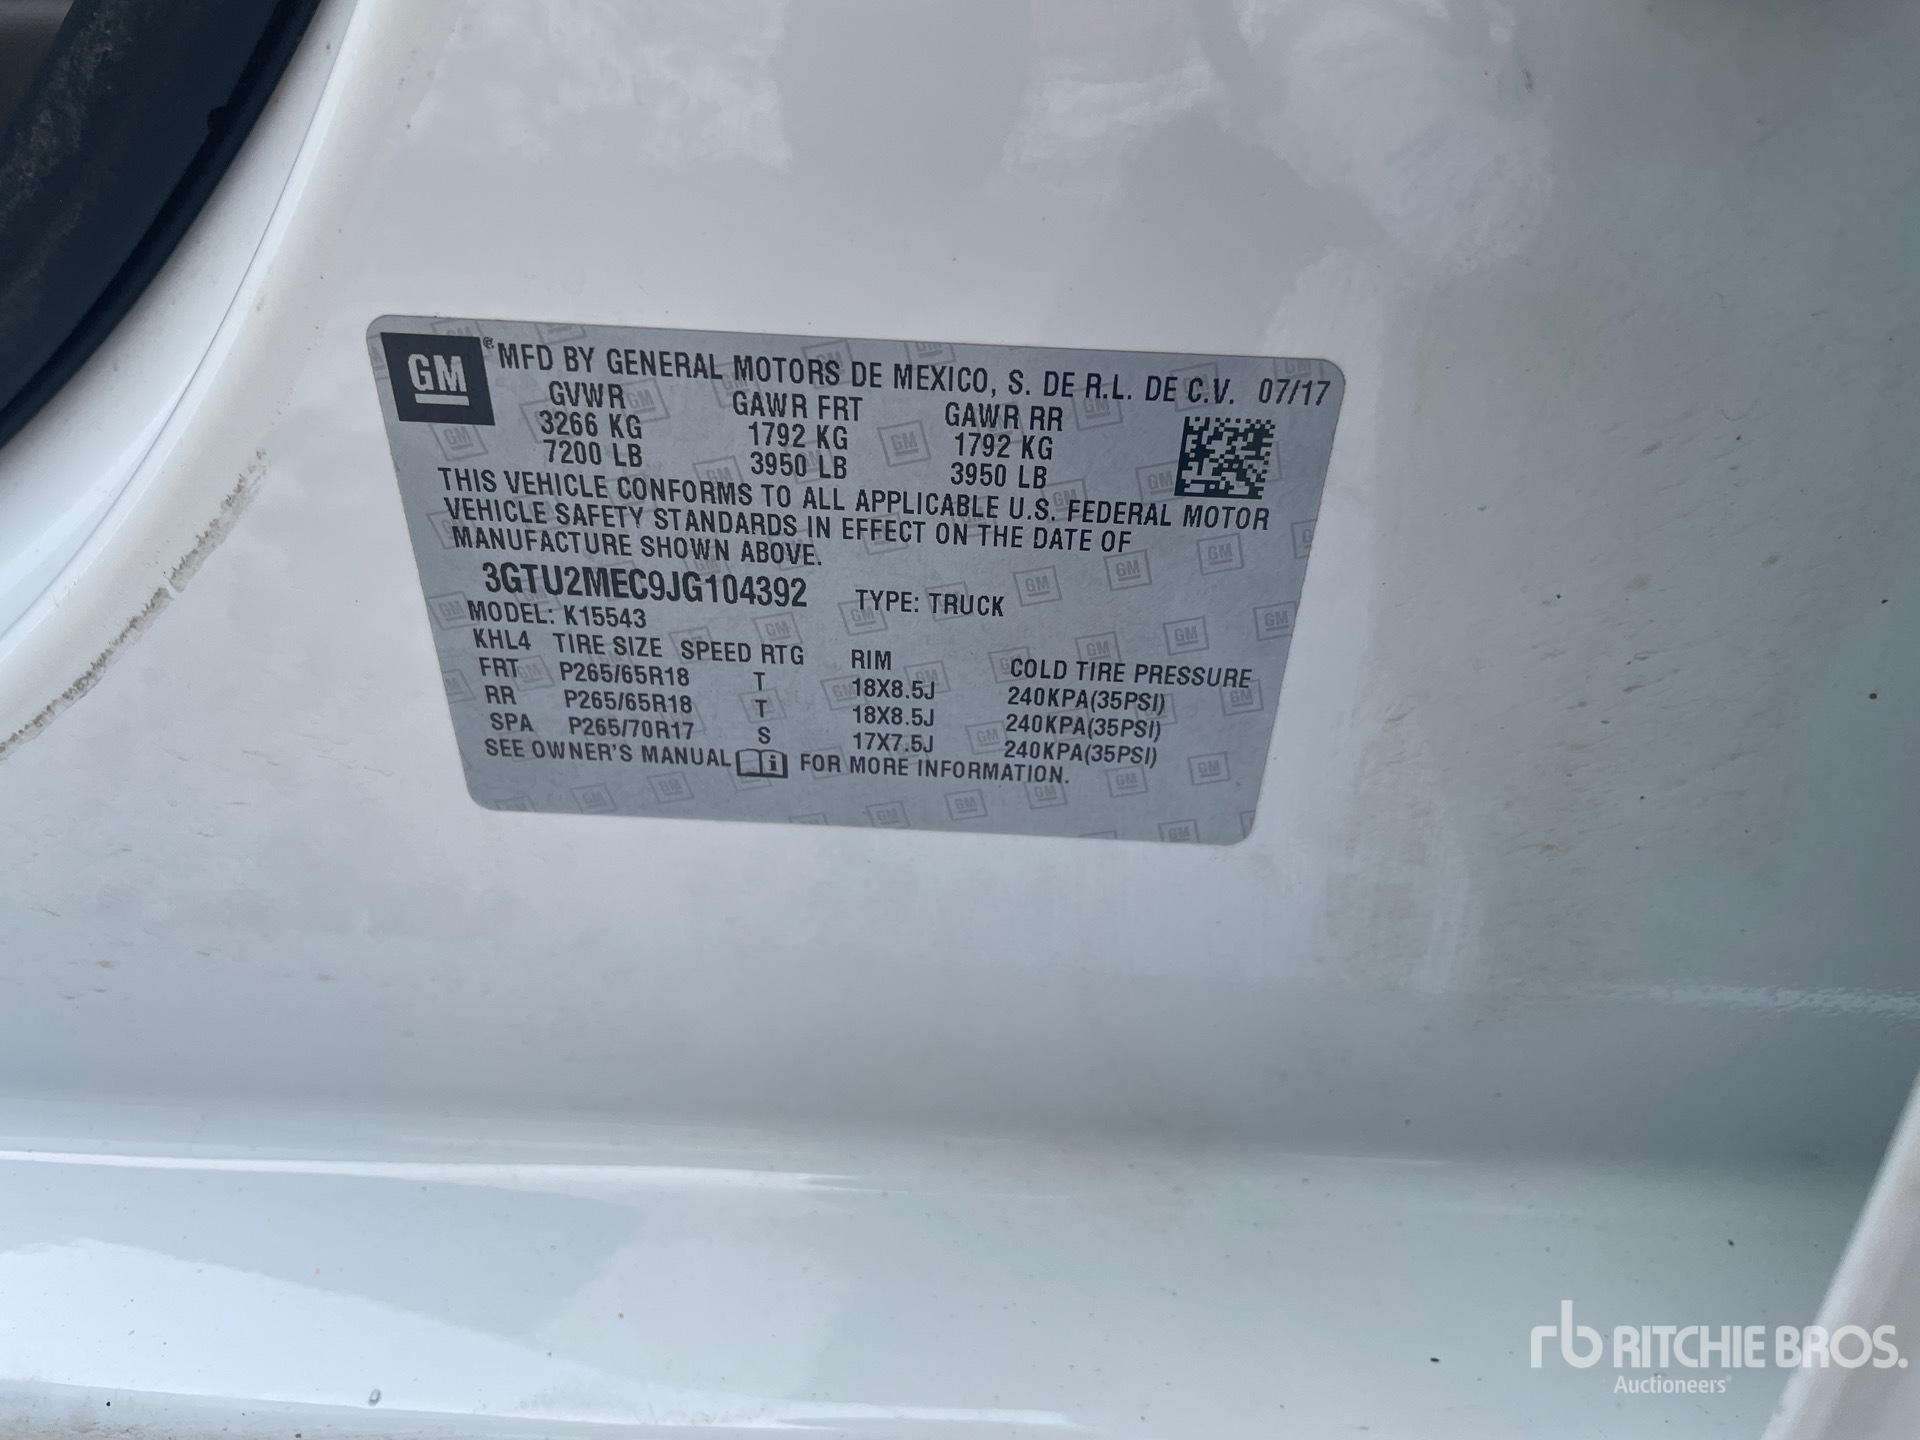 GM ® MFD BY GENERAL MOTORS DE MEXICO, S. DE R.L. DE C.V. 07/17
GVWR GAWR FRT GAWR RR
3266 KG 1792 KG 1792 KG
7200 LB 3950 LB 3950 LB
THIS VEHICLE CONFORMS TO ALL APPLICABLE U.S. FEDERAL MOTOR
VEHICLE SAFETY STANDARDS IN EFFECT ON THE DATE OF
MANUFACTURE SHOWN ABOVE.
3GTU2MEC9JG104392 TYPE: TRUCK
MODEL: K15543
KHL4 TIRE SIZE SPEED RTG RIM COLD TIRE PRESSURE
FRT P265/65R18 T 18X8.5J 240KPA(35PSI)
RR P265/65R18 T 18X8.5J 240KPA(35PSI)
SPA P265/70R17 S 17X7.5J 240KPA(35PSI)
SEE OWNER'S MANUAL i FOR MORE INFORMATION.
rb RITCHIE BROS.
Auctioneers